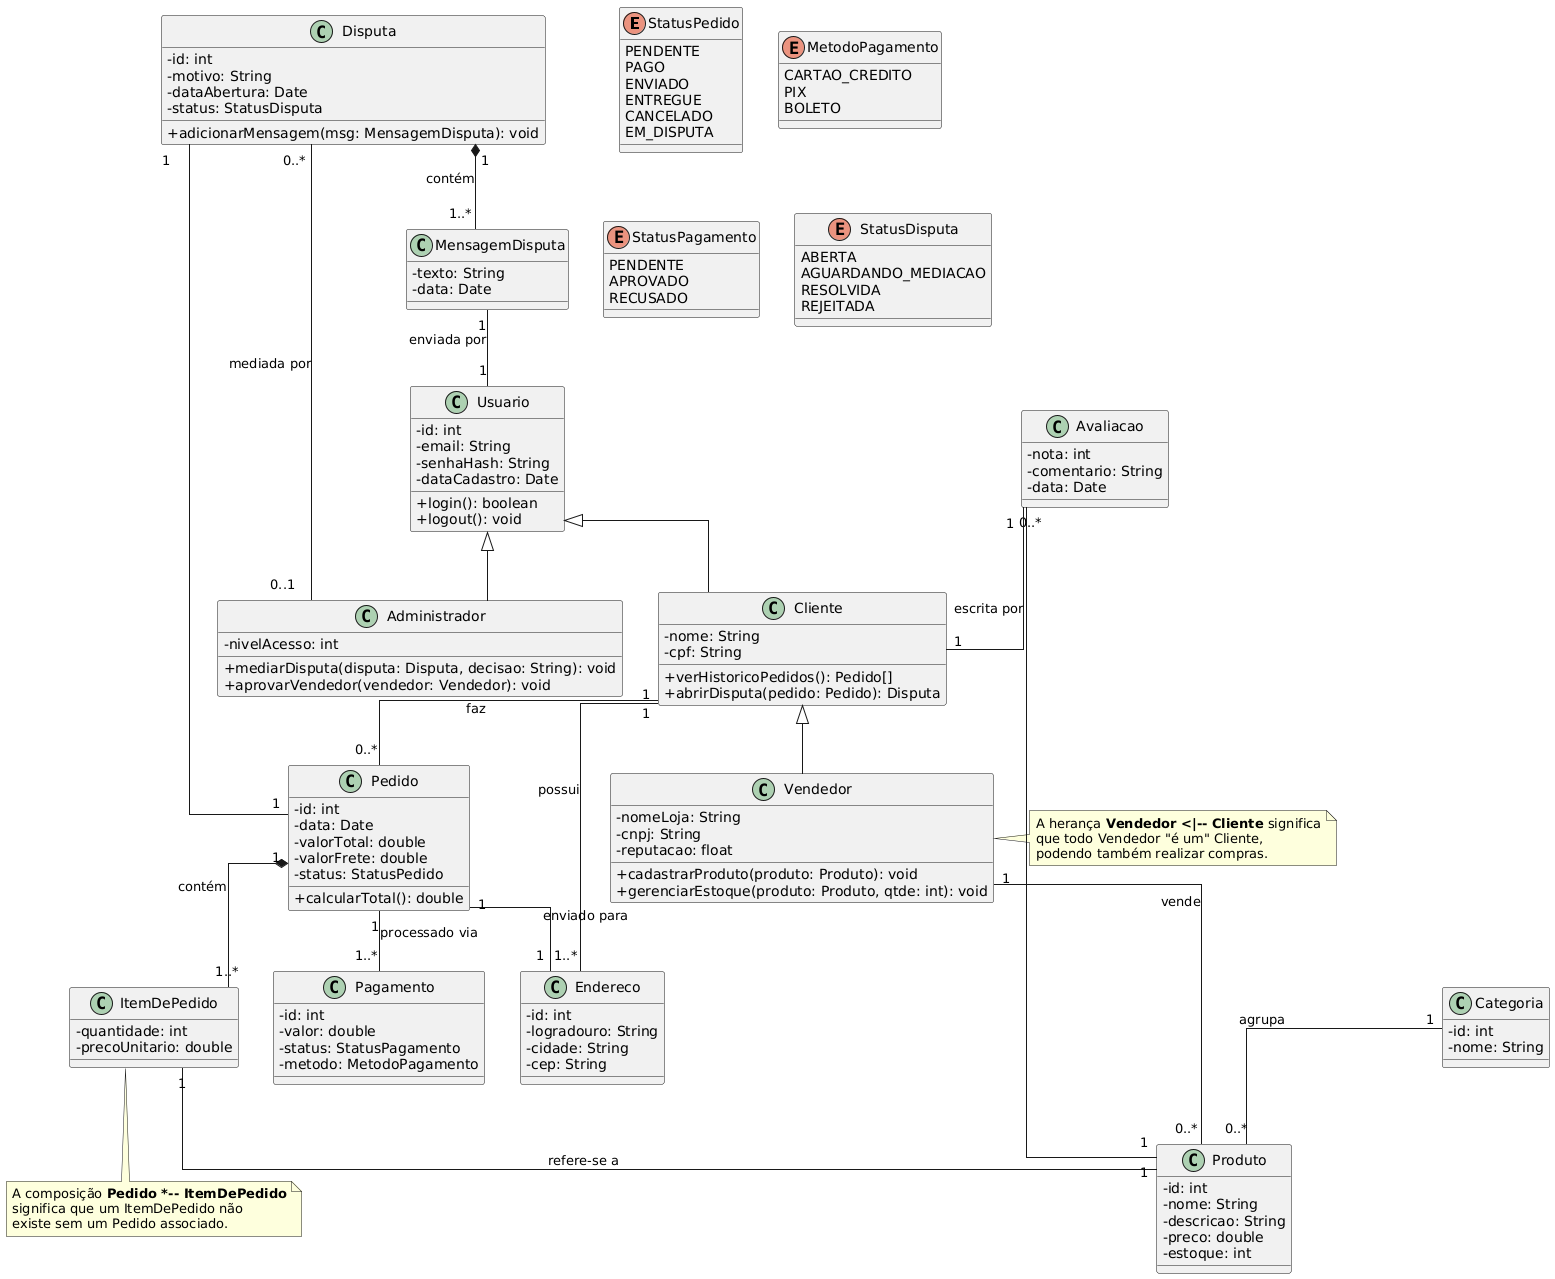 C Disputa
-id: int
-motivo: String
-dataAbertura: Date
-status: StatusDisputa
+adicionarMensagem(msg: MensagemDisputa): void
E StatusPedido
PENDENTE
PAGO
ENVIADO
ENTREGUE
CANCELADO
EM_DISPUTA
E MetodoPagamento
CARTAO_CREDITO
PIX
BOLETO
1
0..*
1
contém
1..*
C MensagemDisputa
-texto: String
-data: Date
E StatusPagamento
PENDENTE
APROVADO
RECUSADO
E StatusDisputa
ABERTA
AGUARDANDO_MEDIACAO
RESOLVIDA
REJEITADA
1
enviada por
1
mediada por
0..1
C Usuario
-id: int
-email: String
-senhaHash: String
-dataCadastro: Date
+login(): boolean
+logout(): void
C Avaliacao
-nota: int
-comentario: String
-data: Date
1
0..*
escrita por
1
C Administrador
-nivelAcesso: int
+mediarDisputa(disputa: Disputa, decisao: String): void
+aprovarVendedor(vendedor: Vendedor): void
C Cliente
-nome: String
-cpf: String
+verHistoricoPedidos(): Pedido[]
+abrirDisputa(pedido: Pedido): Disputa
1
faz
0..*
1
possui
1..*
1
C Pedido
-id: int
-data: Date
-valorTotal: double
-valorFrete: double
-status: StatusPedido
+calcularTotal(): double
C Vendedor
-nomeLoja: String
-cnpj: String
-reputacao: float
+cadastrarProduto(produto: Produto): void
+gerenciarEstoque(produto: Produto, qtde: int): void
A herança Vendedor <|-- Cliente significa
que todo Vendedor "é um" Cliente,
podendo também realizar compras.
1
contém
1..*
1
processado via
1..*
1
enviado para
1
1
vende
0..*
C ItemDePedido
-quantidade: int
-precoUnitario: double
C Pagamento
-id: int
-valor: double
-status: StatusPagamento
-metodo: MetodoPagamento
C Endereco
-id: int
-logradouro: String
-cidade: String
-cep: String
C Categoria
-id: int
-nome: String
1
agrupa
0..*
1
1
refere-se a
1
C Produto
-id: int
-nome: String
-descricao: String
-preco: double
-estoque: int
A composição Pedido *-- ItemDePedido
significa que um ItemDePedido não
existe sem um Pedido associado.